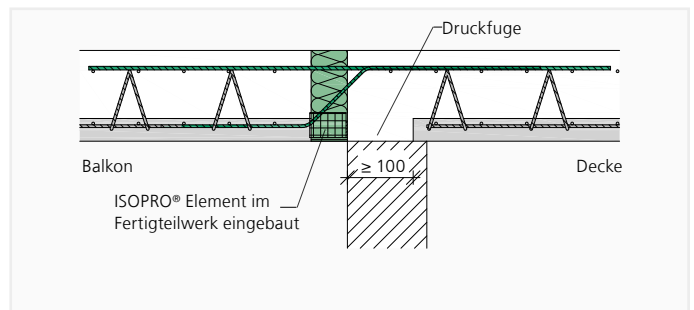 Druckfuge
Balkon
≥ 100
Decke
ISOPRO® Element im
Fertigteilwerk eingebaut